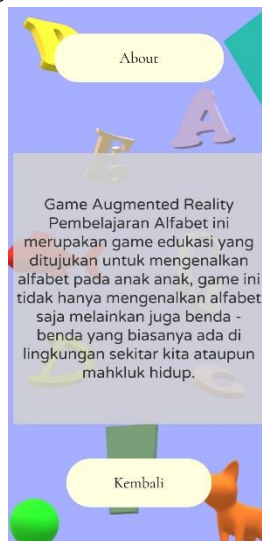 About
Game Augmented Reality
Pembelajaran Alfabet ini
merupakan game edukasi yang
ditujukan untuk mengenalkan
alfabet pada anak anak, game ini
tidak hanya mengenalkan alfabet
saja melainkan juga benda -
benda yang biasanya ada di
lingkungan sekitar kita ataupun
mahkluk hidup.
Kembali